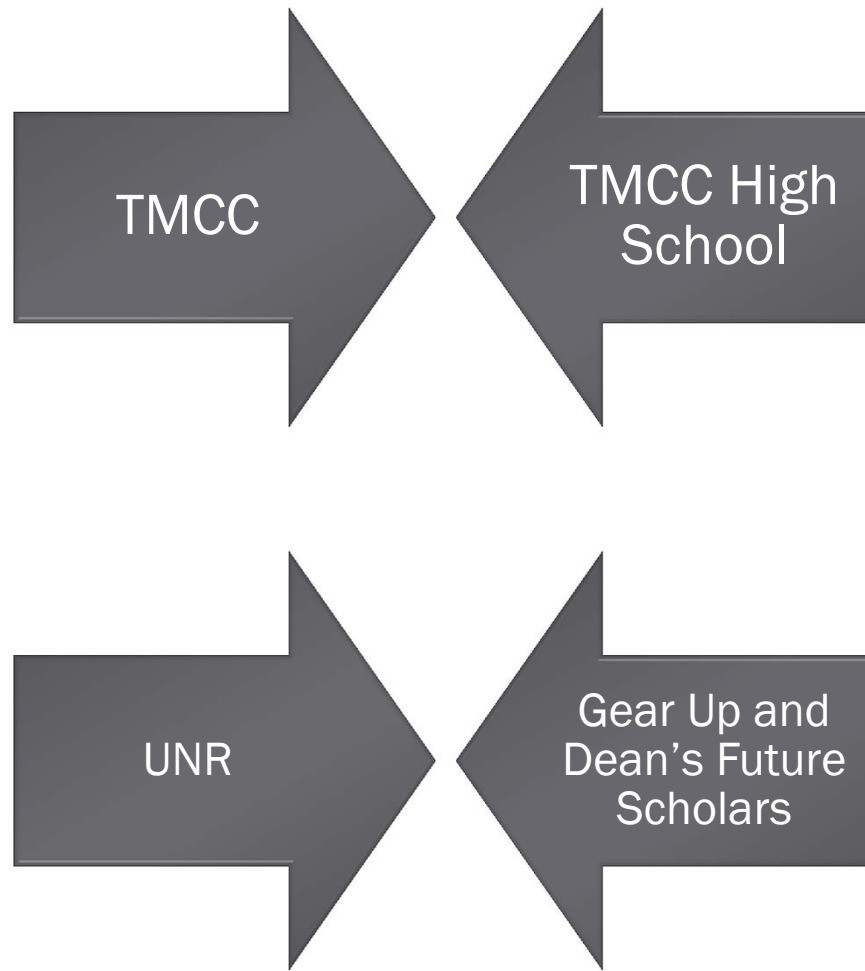 TMCC
TMCC High
School
UNR
Gear Up and
Dean’s Future
Scholars